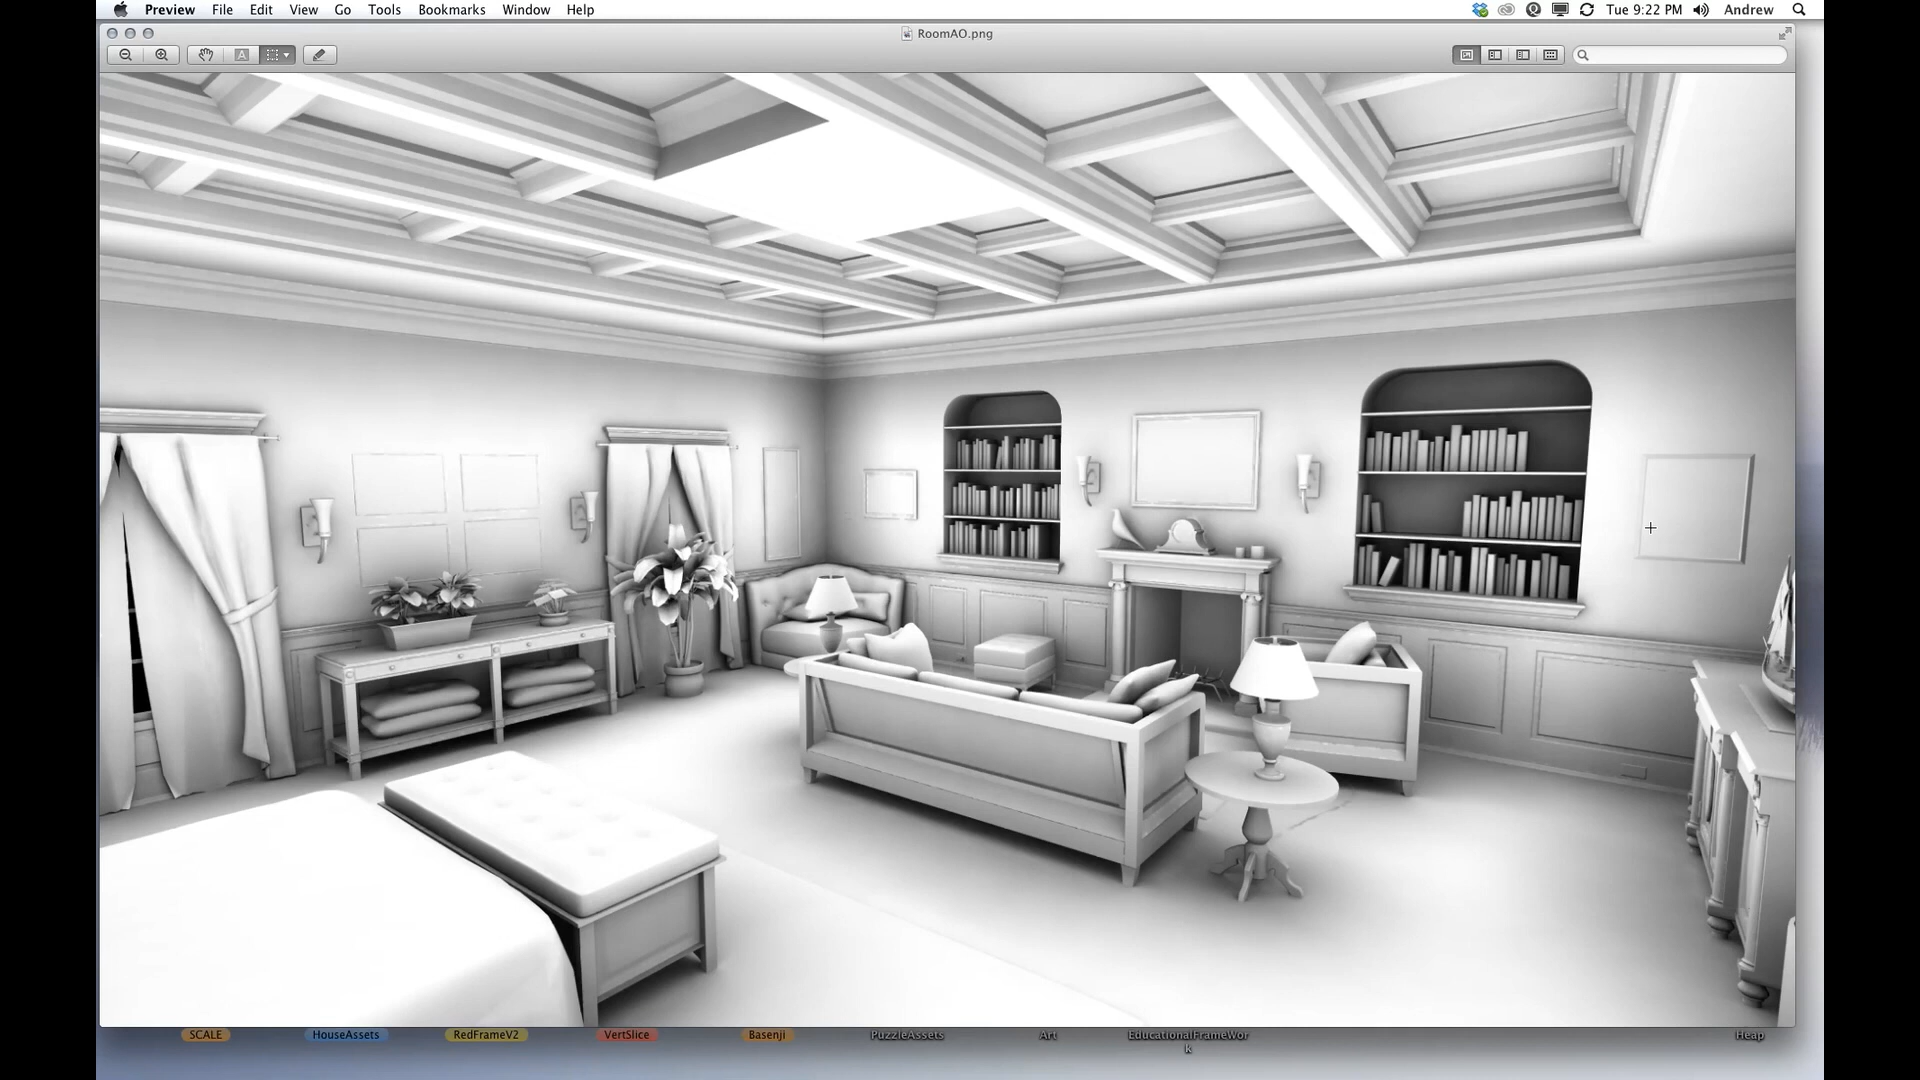 Preview File Edit View Go Tools Bookmarks Window Help Tue 9:22 PM Andrew
RoomAO.png
A
SCALE HouseAssets RedFrameV2 VertSlice Basenji PuzzleAssets Art EducationalFrameWor Heap
k